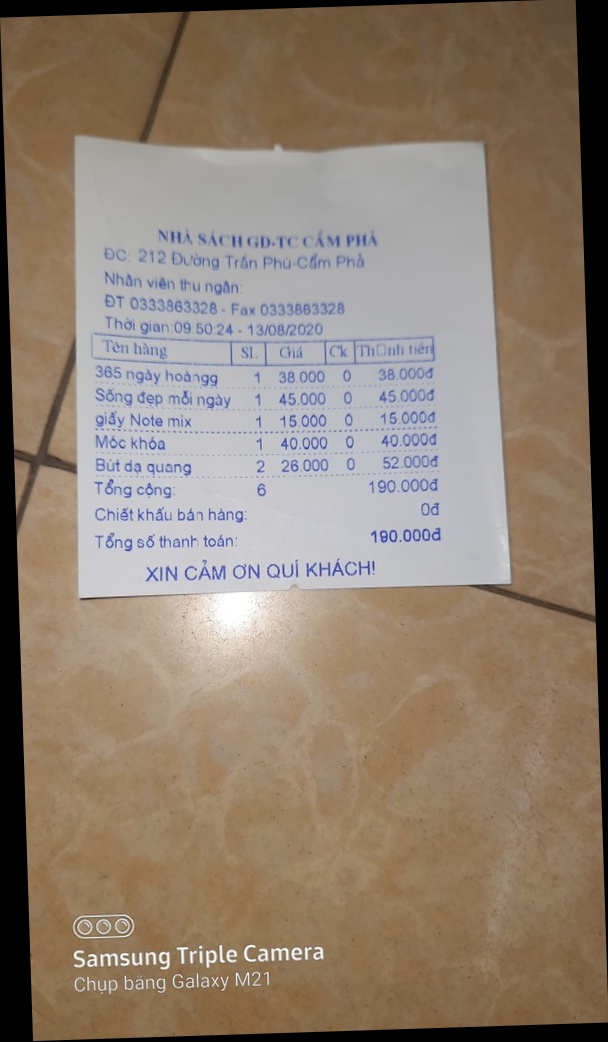 NHÀ SÁCH GD-TC CẨM PHẢ
ĐC: 212 Đường Trần Phú-Cẩm Phả
Nhân viên thu ngân:
ĐT 0333863328 - Fax 0333863328
Thời gian:09:50:24 - 13/08/2020
Tên hàng SL Giá Ck Th□nh tiền
365 ngày hoàngg 1 38.000 0 38.000đ
Sống đẹp mỗi ngày 1 45.000 0 45.000đ
giấy Note mix 1 15.000 0 15.000đ
Móc khóa 1 40.000 0 40.000đ
Bút dạ quang 2 26.000 0 52.000đ
Tổng cộng: 6 190.000đ
Chiết khấu bán hàng: 0đ
Tổng số thanh toán: 190.000đ
XIN CẢM ƠN QUÍ KHÁCH!
Samsung Triple Camera
Chụp bằng Galaxy M21